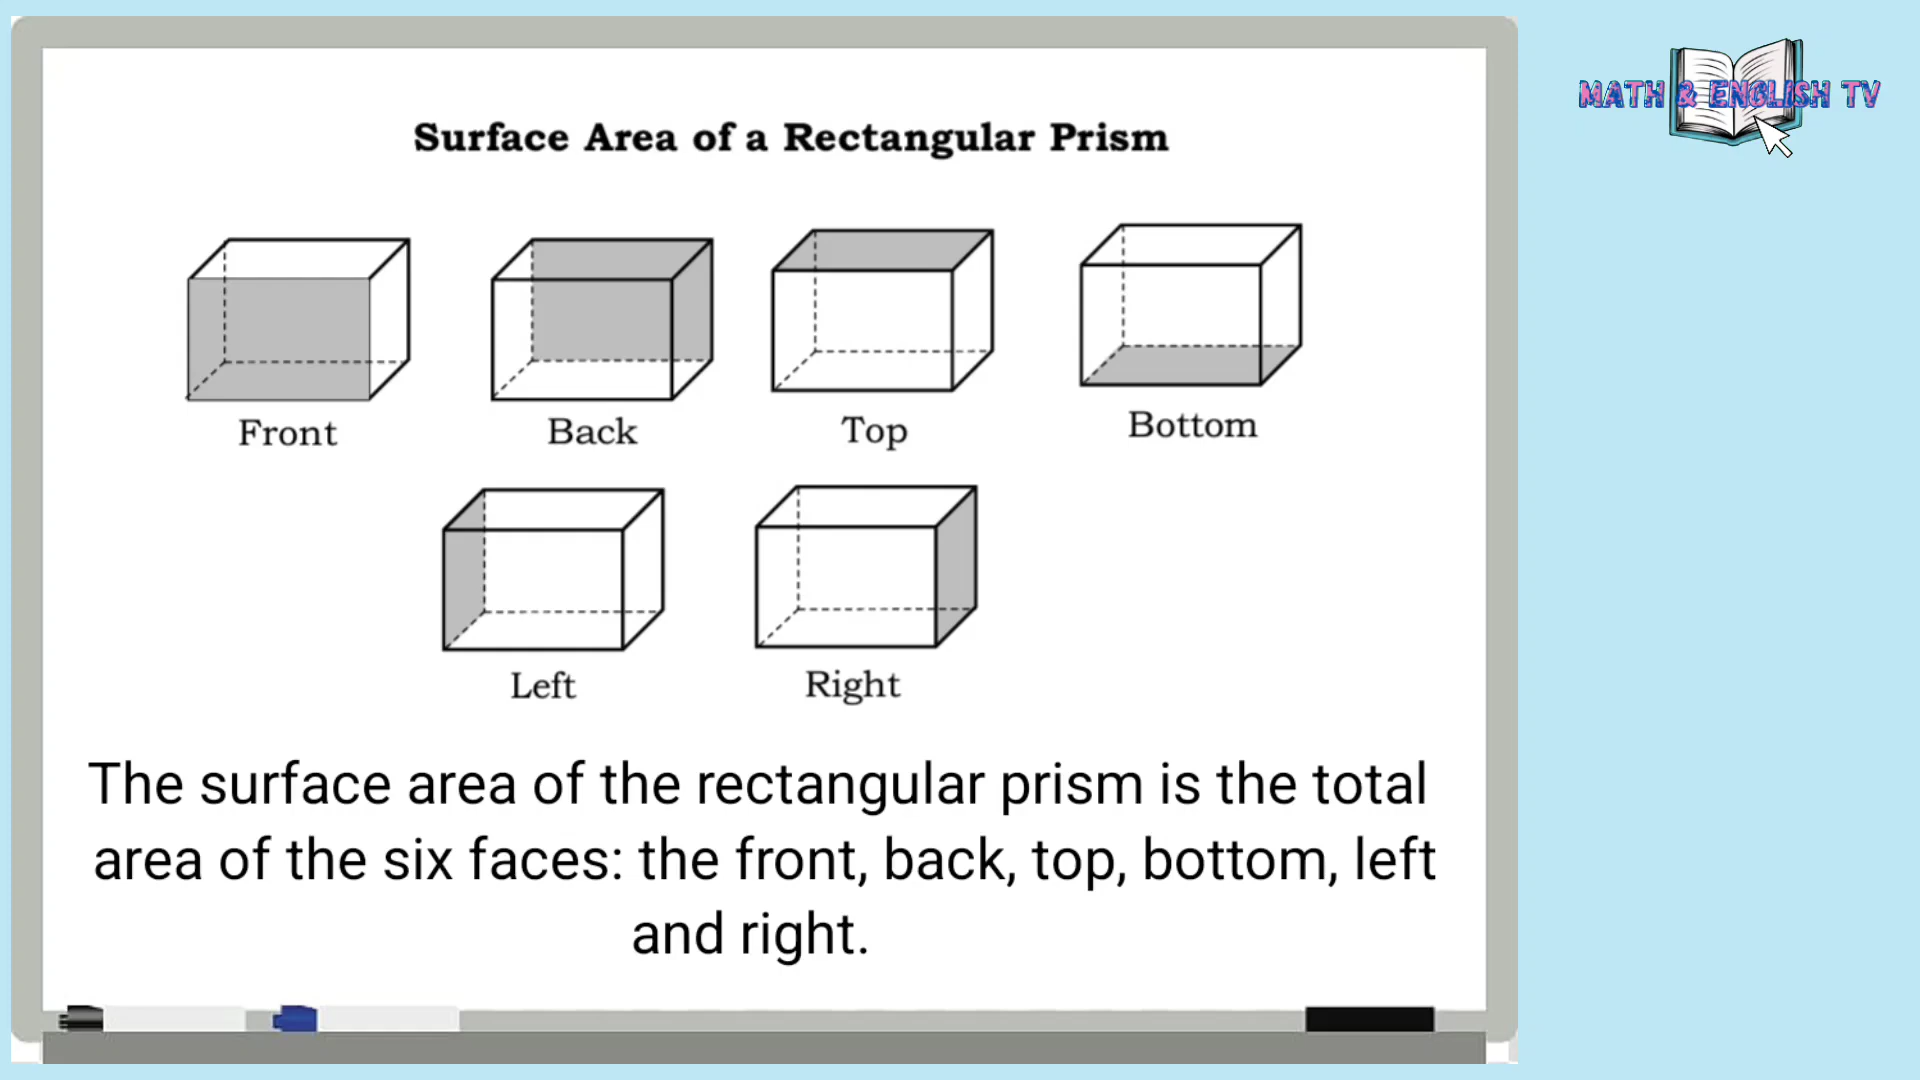 MATH & ENGLISH TV
Surface Area of a Rectangular Prism
Front
Back
Top
Bottom
Left
Right
The surface area of the rectangular prism is the total
area of the six faces: the front, back, top, bottom, left
and right.